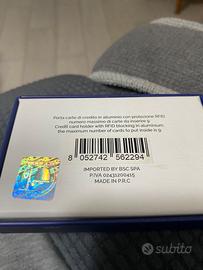 Porta carte di credito in alluminio con protezione RFID
numero massimo di carte da inserire 9
Credit card holder with RFID blocking in aluminium:
the maximum number of cards to put inside is 9
8 052742 562294
IMPORTED BY BSC SPA
P.IVA 02431200415
MADE IN P.R.C
subito